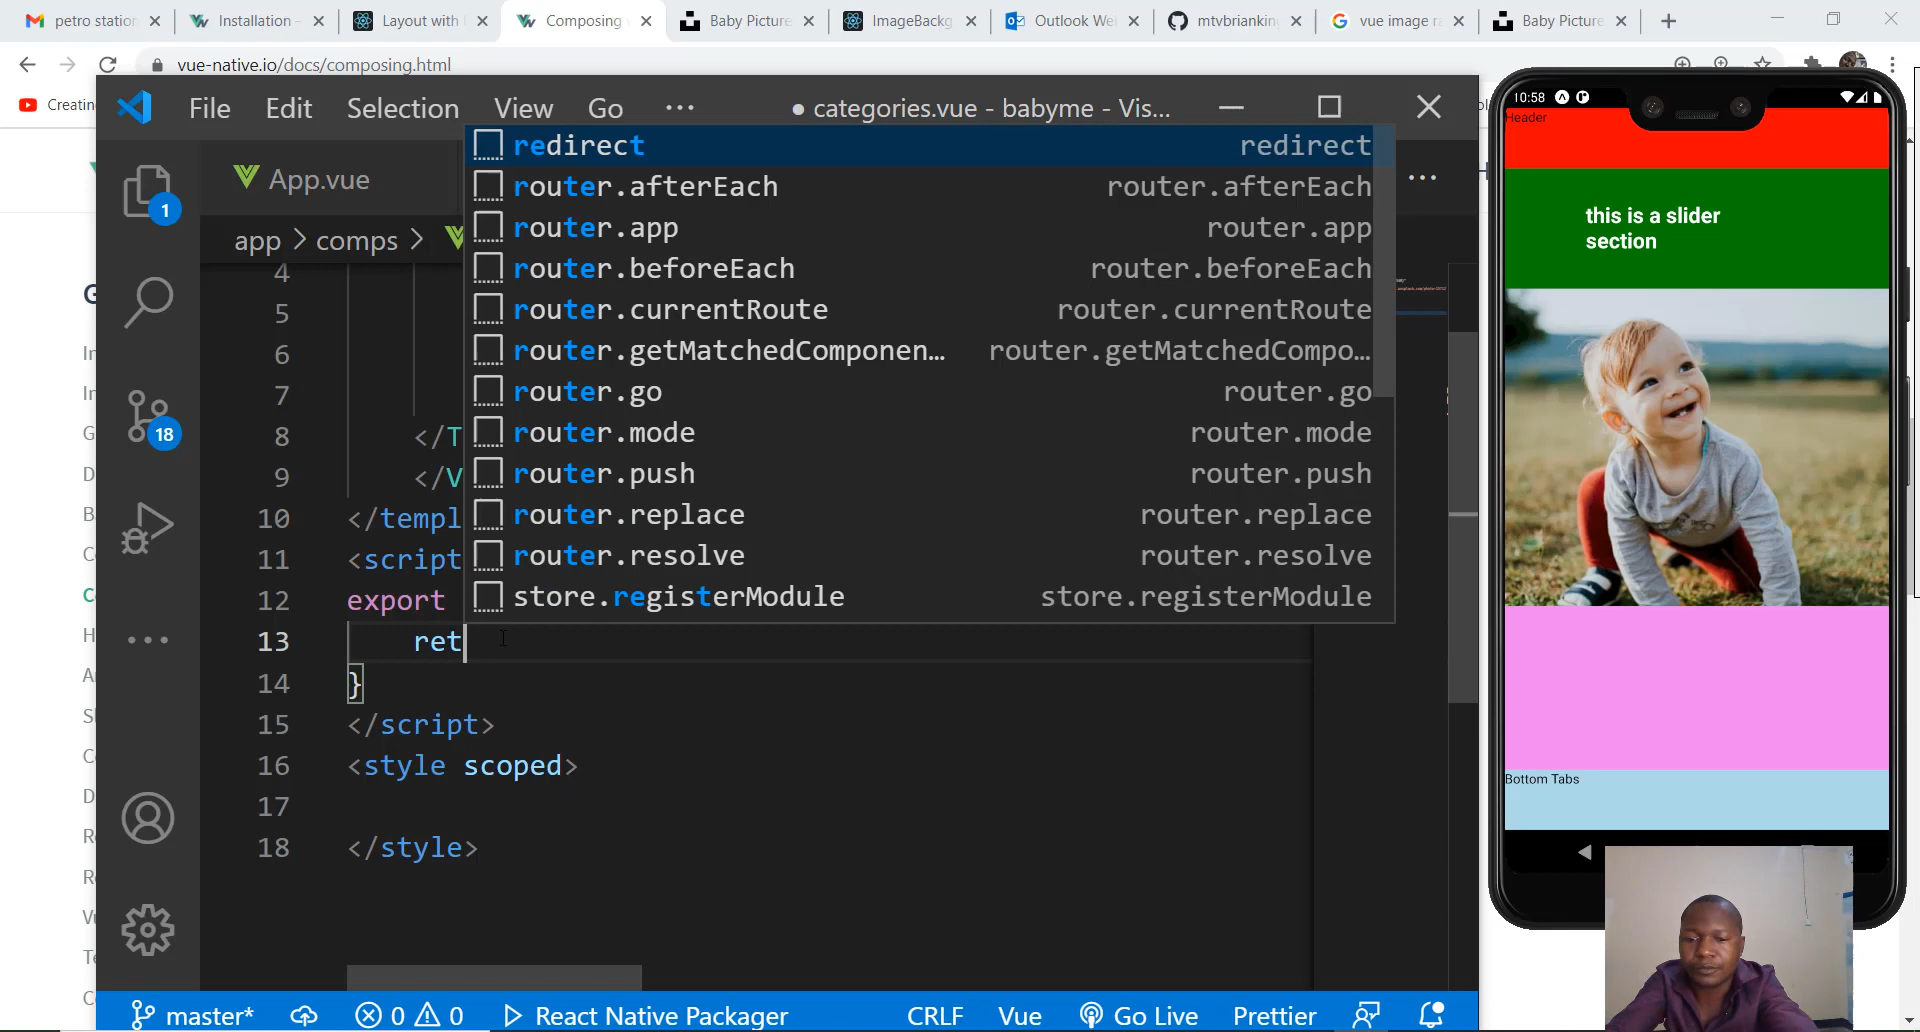 petro station
Installation -
Layout with
Composing
Baby Picture
ImageBackg
Outlook We
mtvbriankin
vue image r
Baby Picture
vue-native.io/docs/composing.html
Creatin
File Edit Selection View Go ...
● categories.vue - babyme - Vis...
App.vue
app > comps >
redirect redirect
router.afterEach router.afterEach
router.app router.app
router.beforeEach router.beforeEach
router.currentRoute router.currentRoute
router.getMatchedComponen… router.getMatchedCompo…
router.go router.go
router.mode router.mode
router.push router.push
router.replace router.replace
router.resolve router.resolve
store.registerModule store.registerModule
1
18
4
5
6
7
8 </T
9 </V
10 </templ
11 <script
12 export
13 ret
14 }
15 </script>
16 <style scoped>
17
18 </style>
master* 0 0 React Native Packager CRLF Vue Go Live Prettier
10:58
Header
this is a slider
section
Bottom Tabs